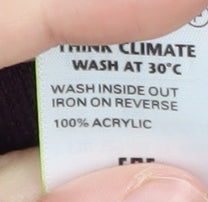 THINK CLIMATE
WASH AT 30°C
WASH INSIDE OUT
IRON ON REVERSE
100% ACRYLIC